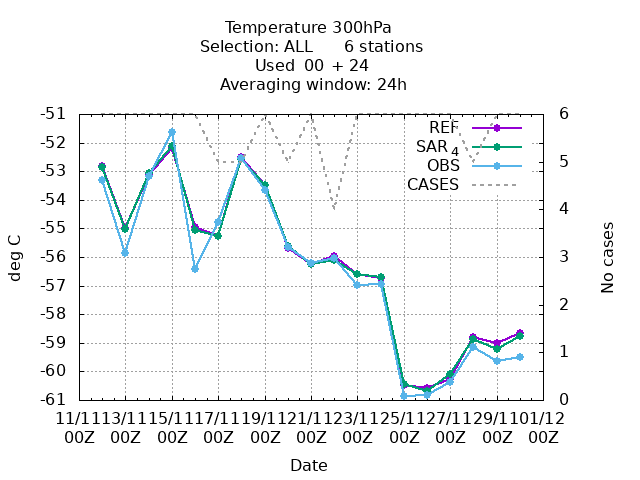 Temperature 300hPa
Selection: ALL 6 stations
Used 00 + 24
Averaging window: 24h
-51
-52
-53
-54
-55
-56
-57
-58
-59
-60
-61
deg C
6
5
4
3
2
1
0
No cases
REF
SAR 4
OBS
CASES
11/11 13/11 15/11 17/11 19/11 21/11 23/11 25/11 27/11 29/11 01/12
00Z 00Z 00Z 00Z 00Z 00Z 00Z 00Z 00Z 00Z 00Z
Date